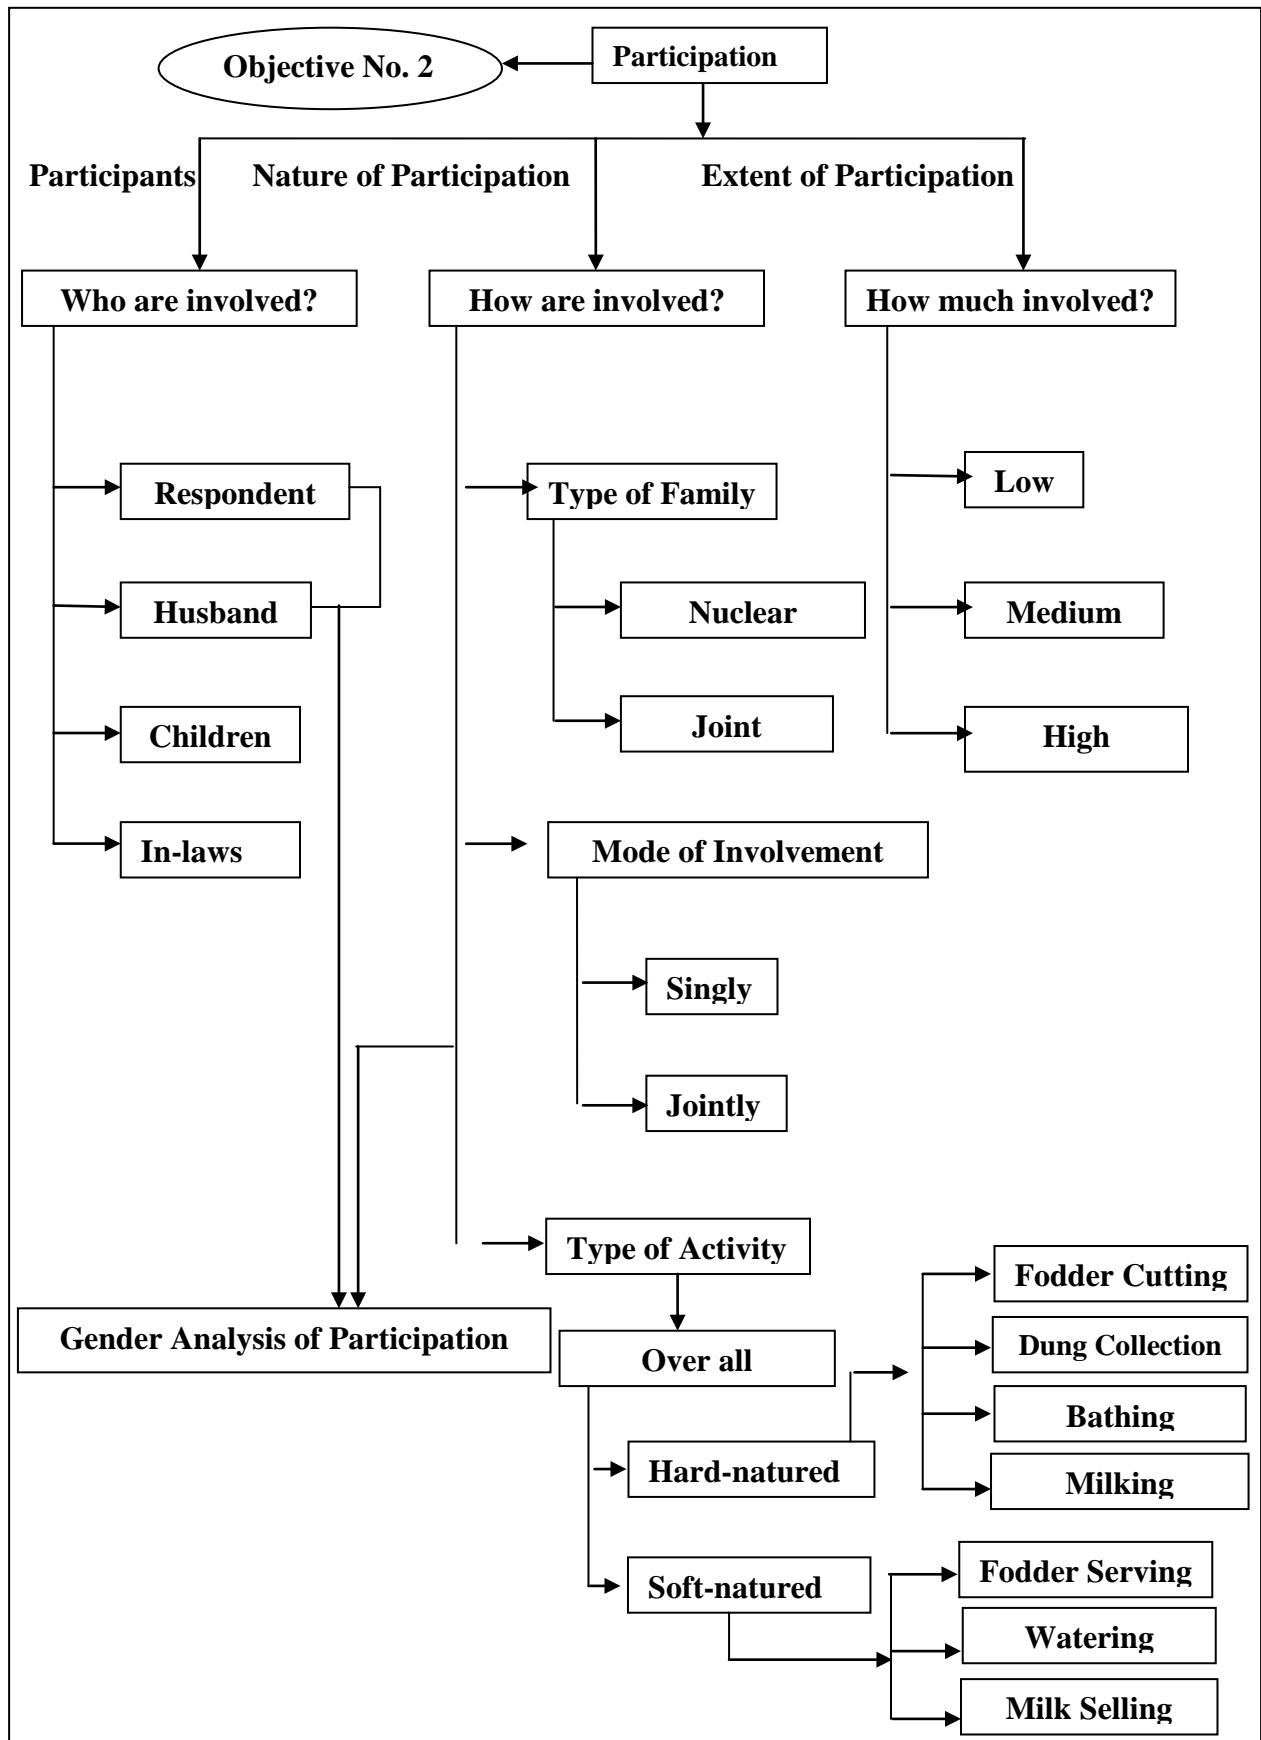 Objective No. 2
Participation
Participants
Nature of Participation
Extent of Participation
Who are involved?
How are involved?
How much involved?
Respondent
Husband
Children
In-laws
Type of Family
Nuclear
Joint
Mode of Involvement
Singly
Jointly
Type of Activity
Low
Medium
High
Gender Analysis of Participation
Over all
Hard-natured
Fodder Cutting
Dung Collection
Bathing
Milking
Soft-natured
Fodder Serving
Watering
Milk Selling